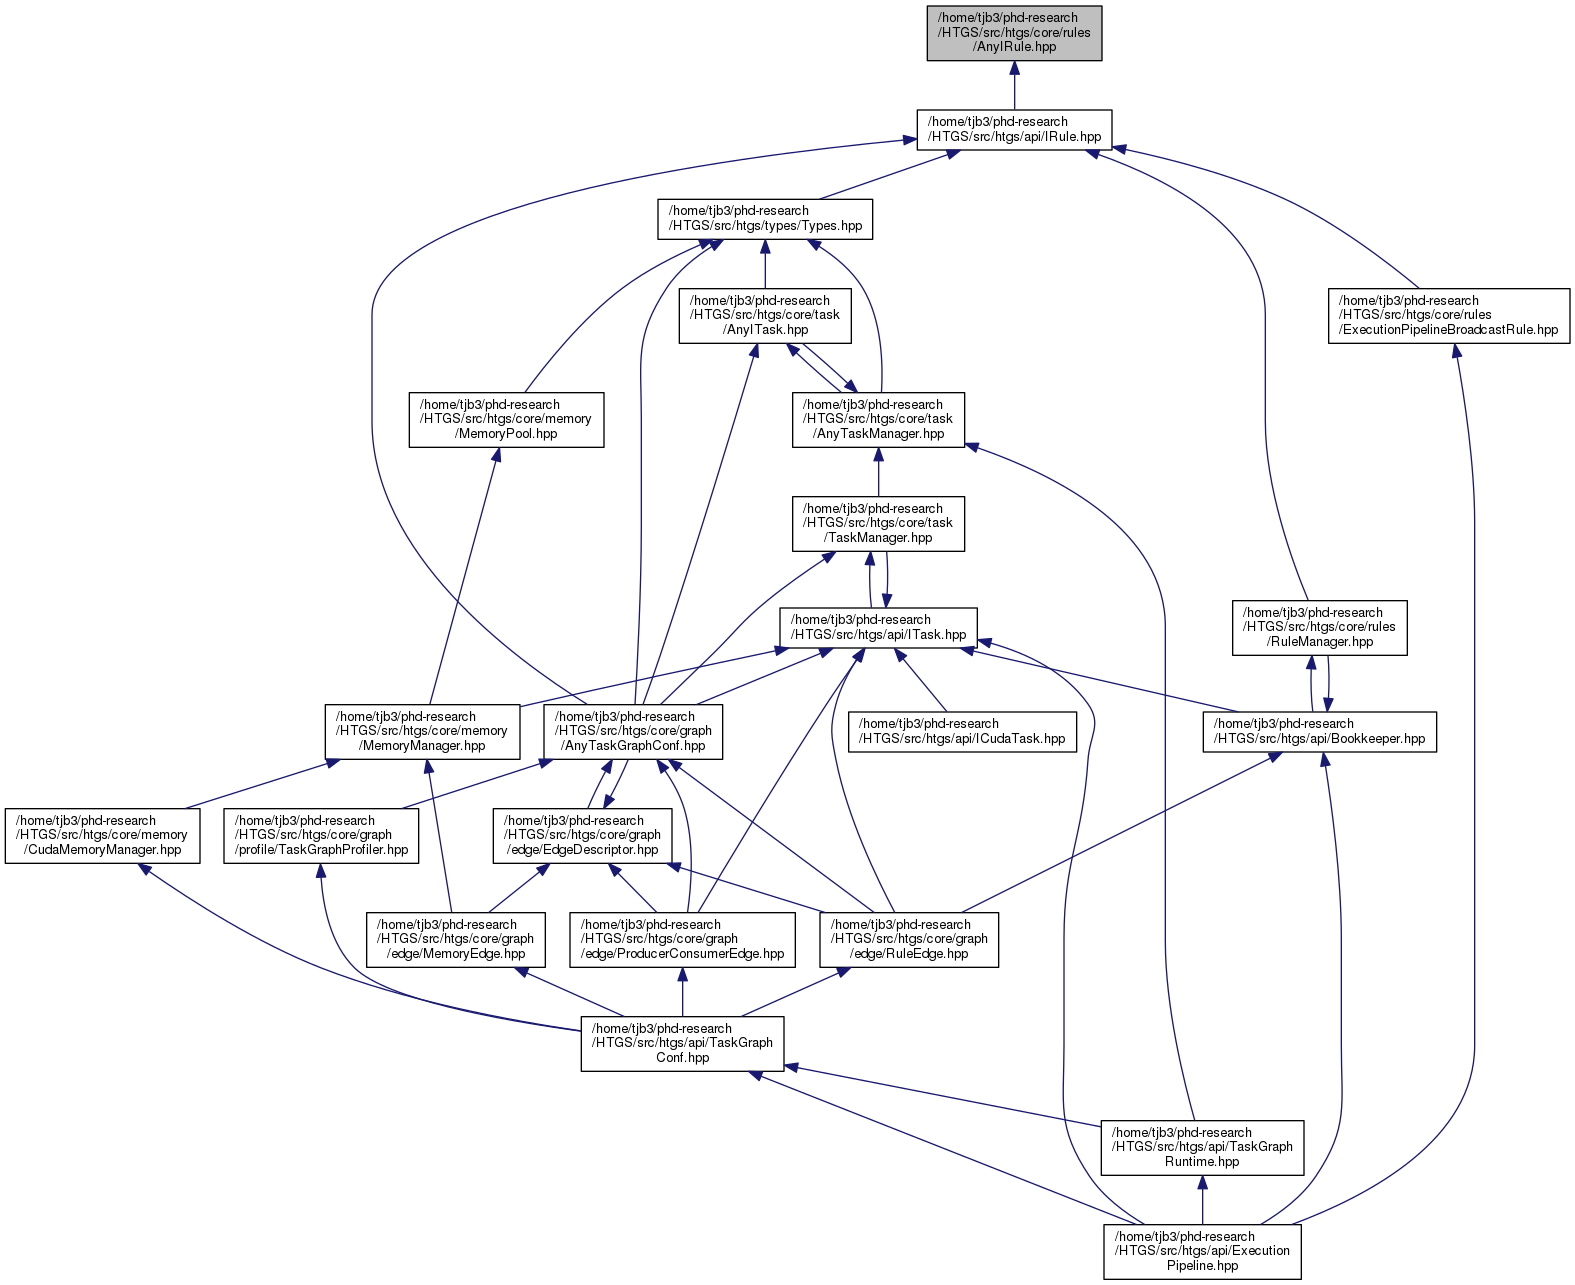 /home/tjb3/phd-research
/HTGS/src/htgs/core/rules
/AnyIRule.hpp
/home/tjb3/phd-research
/HTGS/src/htgs/api/IRule.hpp
/home/tjb3/phd-research
/HTGS/src/htgs/types/Types.hpp
/home/tjb3/phd-research
/HTGS/src/htgs/core/task
/AnyITask.hpp
/home/tjb3/phd-research
/HTGS/src/htgs/core/rules
/ExecutionPipelineBroadcastRule.hpp
/home/tjb3/phd-research
/HTGS/src/htgs/core/memory
/MemoryPool.hpp
/home/tjb3/phd-research
/HTGS/src/htgs/core/task
/AnyTaskManager.hpp
/home/tjb3/phd-research
/HTGS/src/htgs/core/task
/TaskManager.hpp
/home/tjb3/phd-research
/HTGS/src/htgs/api/ITask.hpp
/home/tjb3/phd-research
/HTGS/src/htgs/core/rules
/RuleManager.hpp
/home/tjb3/phd-research
/HTGS/src/htgs/core/memory
/MemoryManager.hpp
/home/tjb3/phd-research
/HTGS/src/htgs/core/graph
/AnyTaskGraphConf.hpp
/home/tjb3/phd-research
/HTGS/src/htgs/api/ICudaTask.hpp
/home/tjb3/phd-research
/HTGS/src/htgs/api/Bookkeeper.hpp
/home/tjb3/phd-research
/HTGS/src/htgs/core/memory
/CudaMemoryManager.hpp
/home/tjb3/phd-research
/HTGS/src/htgs/core/graph
/profile/TaskGraphProfiler.hpp
/home/tjb3/phd-research
/HTGS/src/htgs/core/graph
/edge/EdgeDescriptor.hpp
/home/tjb3/phd-research
/HTGS/src/htgs/core/graph
/edge/MemoryEdge.hpp
/home/tjb3/phd-research
/HTGS/src/htgs/core/graph
/edge/ProducerConsumerEdge.hpp
/home/tjb3/phd-research
/HTGS/src/htgs/core/graph
/edge/RuleEdge.hpp
/home/tjb3/phd-research
/HTGS/src/htgs/api/TaskGraph
Conf.hpp
/home/tjb3/phd-research
/HTGS/src/htgs/api/TaskGraph
Runtime.hpp
/home/tjb3/phd-research
/HTGS/src/htgs/api/Execution
Pipeline.hpp